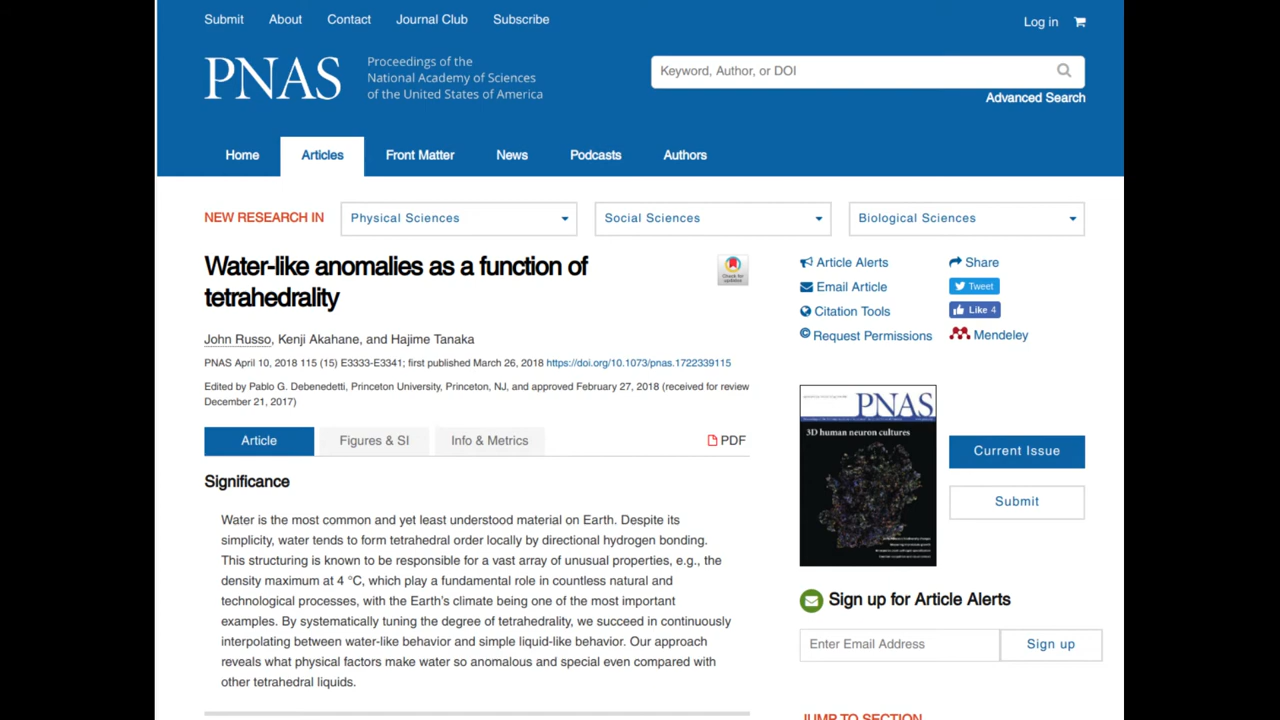 Submit About Contact Journal Club Subscribe
Log in
PNAS
Proceedings of the
National Academy of Sciences
of the United States of America
Keyword, Author, or DOI
Advanced Search
Home Articles Front Matter News Podcasts Authors
NEW RESEARCH IN Physical Sciences Social Sciences Biological Sciences
Water-like anomalies as a function of
tetrahedrality
Check for
updates
John Russo, Kenji Akahane, and Hajime Tanaka
PNAS April 10, 2018 115 (15) E3333-E3341; first published March 26, 2018 https://doi.org/10.1073/pnas.1722339115
Edited by Pablo G. Debenedetti, Princeton University, Princeton, NJ, and approved February 27, 2018 (received for review
December 21, 2017)
Article Figures & SI Info & Metrics PDF
Significance
Water is the most common and yet least understood material on Earth. Despite its
simplicity, water tends to form tetrahedral order locally by directional hydrogen bonding.
This structuring is known to be responsible for a vast array of unusual properties, e.g., the
density maximum at 4 °C, which play a fundamental role in countless natural and
technological processes, with the Earth's climate being one of the most important
examples. By systematically tuning the degree of tetrahedrality, we succeed in continuously
interpolating between water-like behavior and simple liquid-like behavior. Our approach
reveals what physical factors make water so anomalous and special even compared with
other tetrahedral liquids.
Article Alerts Share
Email Article Tweet
Citation Tools Like 4
Request Permissions Mendeley
PNAS
3D human neuron cultures
Current Issue
Submit
Sign up for Article Alerts
Enter Email Address Sign up
JUMP TO SECTION